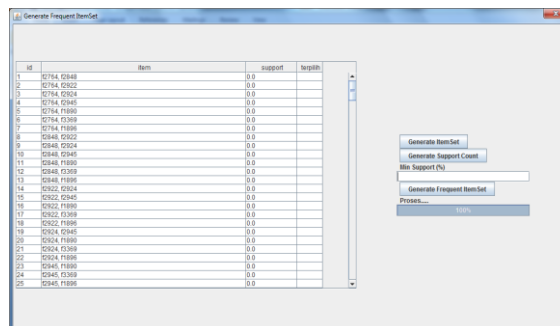 Generate Frequent ItemSet
id item support terpilih
1 f2764, f2848 0.0
2 f2764, f2922 0.0
3 f2764, f2924 0.0
4 f2764, f2945 0.0
5 f2764, f1890 0.0
6 f2764, f3369 0.0
7 f2764, f1896 0.0
8 f2848, f2922 0.0
9 f2848, f2924 0.0
10 f2848, f2945 0.0
11 f2848, f1890 0.0
12 f2848, f3369 0.0
13 f2848, f1896 0.0
14 f2922, f2924 0.0
15 f2922, f2945 0.0
16 f2922, f1890 0.0
17 f2922, f3369 0.0
18 f2922, f1896 0.0
19 f2924, f2945 0.0
20 f2924, f1890 0.0
21 f2924, f3369 0.0
22 f2924, f1896 0.0
23 f2945, f1890 0.0
24 f2945, f3369 0.0
25 f2945, f1896 0.0
Generate ItemSet
Generate Support Count
Min Support (%)
Generate Frequent ItemSet
Proses.....
100%